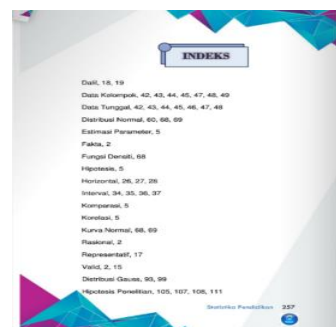 INDEKS
Dalil, 18, 19
Data Kelompok, 42, 43, 44, 45, 47, 48, 49
Data Tunggal, 42, 43, 44, 45, 46, 47, 48
Distribusi Normal, 60, 68, 69
Estimasi Parameter, 5
Fakta, 2
Fungsi Densiti, 68
Hipotesis, 5
Horizontal, 26, 27, 28
Interval, 34, 35, 36, 37
Komparasi, 5
Korelasi, 5
Kurva Normal, 68, 69
Rasional, 2
Representatif, 17
Valid, 2, 15
Distribusi Gauss, 93, 99
Hipotesis Penelitian, 105, 107, 108, 111
Statistika Pendidikan 257